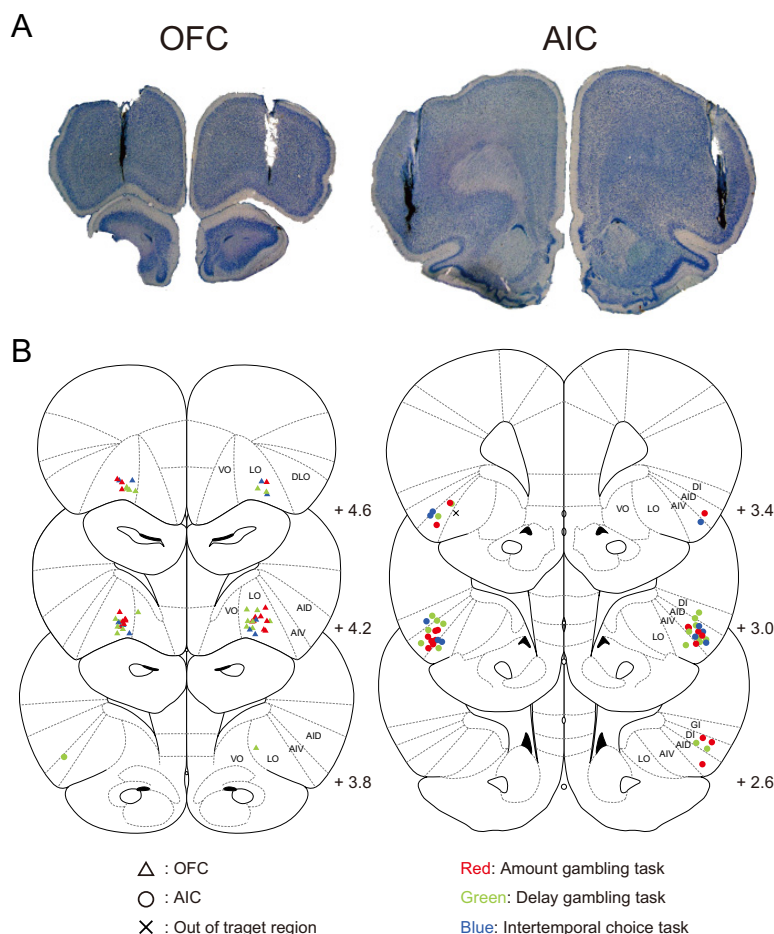 A
OFC
AIC
B
VO
LO
DLO
+ 4.6
LO
VO
AID
AIV
+ 4.2
AID
AIV
VO
LO
+ 3.8
DI
AID
AIV
LO
VO
+ 3.4
DI
AID
AIV
LO
+ 3.0
GI
DI
AID
AIV
LO
+ 2.6
: OFC
: AIC
: Out of traget region
Red: Amount gambling task
Green: Delay gambling task
Blue: Intertemporal choice task